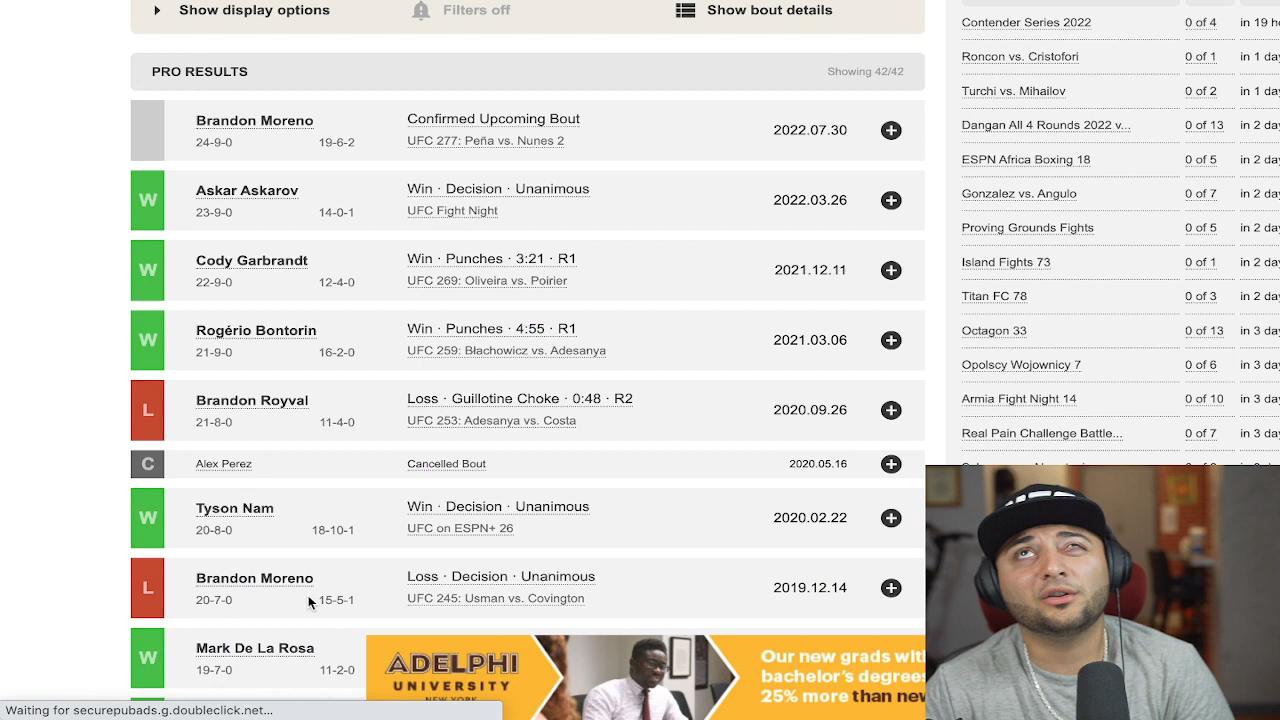 Show display options
Filters off
Show bout details
PRO RESULTS
Showing 42/42
Brandon Moreno
24-9-0 19-6-2
Confirmed Upcoming Bout
UFC 277: Peña vs. Nunes 2
2022.07.30
W
Askar Askarov
23-9-0 14-0-1
Win · Decision · Unanimous
UFC Fight Night
2022.03.26
W
Cody Garbrandt
22-9-0 12-4-0
Win · Punches · 3:21 · R1
UFC 269: Oliveira vs. Poirier
2021.12.11
W
Rogério Bontorin
21-9-0 16-2-0
Win · Punches · 4:55 · R1
UFC 259: Błachowicz vs. Adesanya
2021.03.06
L
Brandon Royval
21-8-0 11-4-0
Loss · Guillotine Choke · 0:48 · R2
UFC 253: Adesanya vs. Costa
2020.09.26
C
Alex Perez
Cancelled Bout
2020.05.16
W
Tyson Nam
20-8-0 18-10-1
Win · Decision · Unanimous
UFC on ESPN+ 26
2020.02.22
L
Brandon Moreno
20-7-0 15-5-1
Loss · Decision · Unanimous
UFC 245: Usman vs. Covington
2019.12.14
W
Mark De La Rosa
19-7-0 11-2-0
ADELPHI
UNIVERSITY
NEW YORK
Our new grads with
bachelor's degrees
25% more than new
Waiting for securepubads.g.doubleclick.net...
Contender Series 2022 0 of 4 in 19 h
Roncon vs. Cristofori 0 of 1 in 1 da
Turchi vs. Mihailov 0 of 2 in 1 da
Dangan All 4 Rounds 2022 v... 0 of 13 in 2 da
ESPN Africa Boxing 18 0 of 5 in 2 da
Gonzalez vs. Angulo 0 of 7 in 2 da
Proving Grounds Fights 0 of 5 in 2 da
Island Fights 73 0 of 1 in 2 da
Titan FC 78 0 of 3 in 2 da
Octagon 33 0 of 13 in 3 da
Opolscy Wojownicy 7 0 of 6 in 3 da
Armia Fight Night 14 0 of 10 in 3 da
Real Pain Challenge Battle... 0 of 7 in 3 da